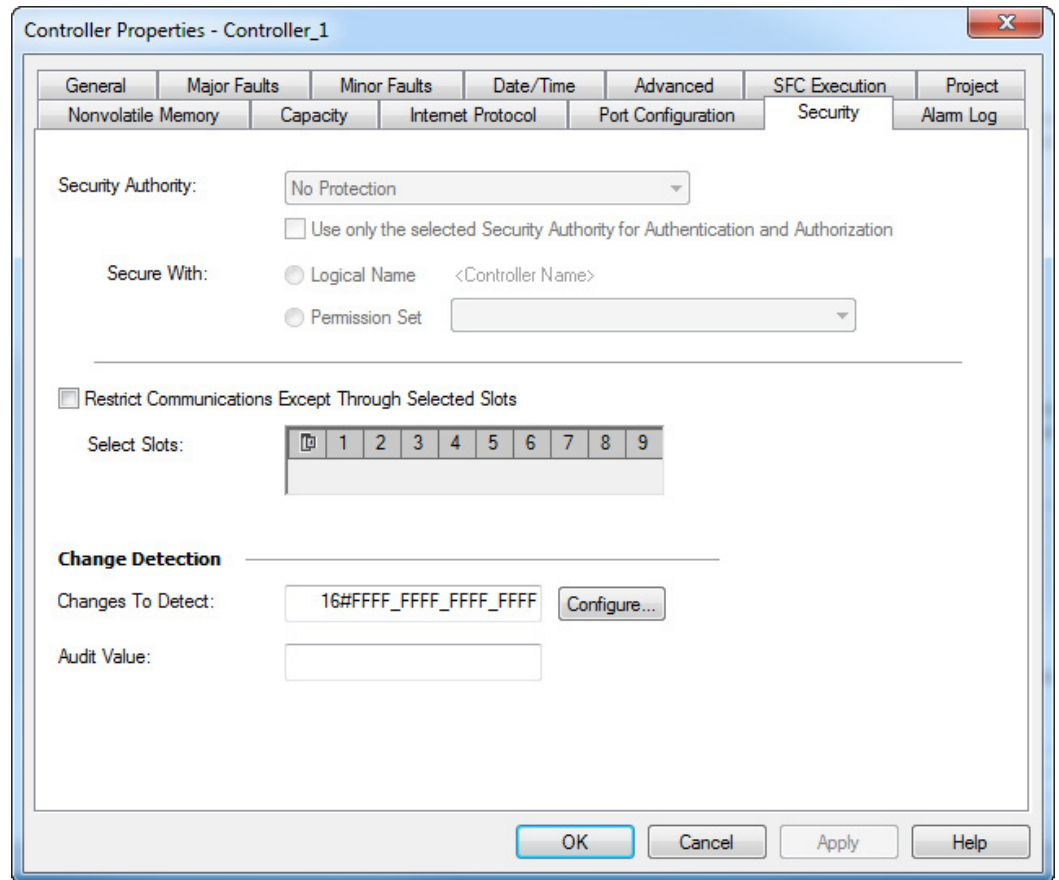 Controller Properties - Controller_1
General Major Faults Minor Faults Date/Time Advanced SFC Execution Project
Nonvolatile Memory Capacity Internet Protocol Port Configuration Security Alarm Log
Security Authority: No Protection
Use only the selected Security Authority for Authentication and Authorization
Secure With: Logical Name <Controller Name>
Permission Set
Restrict Communications Except Through Selected Slots
Select Slots: 1 2 3 4 5 6 7 8 9
Change Detection
Changes To Detect: 16#FFFF_FFFF_FFFF_FFFF Configure...
Audit Value:
OK Cancel Apply Help